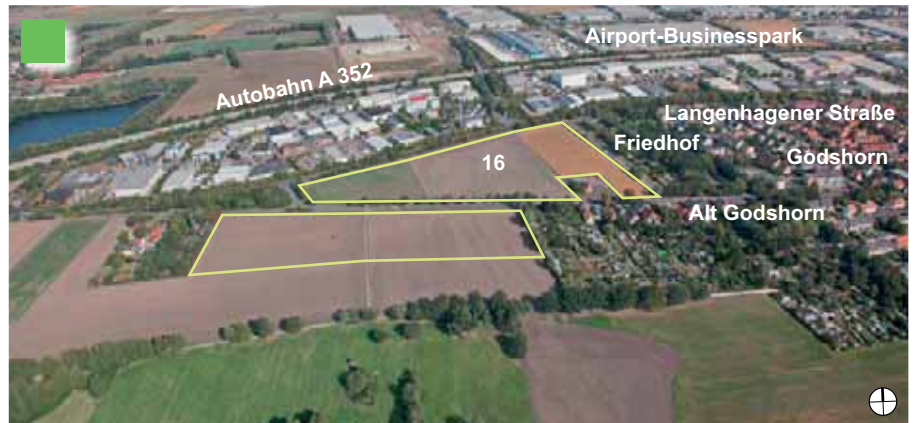 Airport-Businesspark
Autobahn A 352
Langenhagener Straße
Friedhof
16
Godshorn
Alt Godshorn